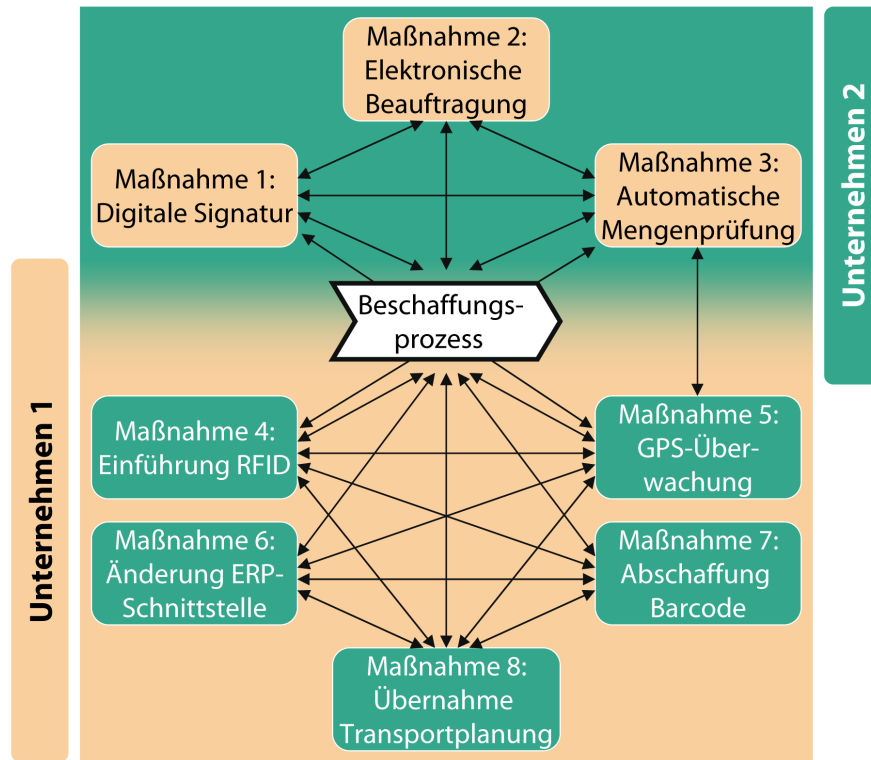 Maßnahme 2:
Elektronische
Beauftragung
Unternehmen 2
Maßnahme 1:
Digitale Signatur
Maßnahme 3:
Automatische
Mengenprüfung
Beschaffungs-
prozess
Unternehmen 1
Maßnahme 4:
Einführung RFID
Maßnahme 5:
GPS-Über-
wachung
Maßnahme 6:
Änderung ERP-
Schnittstelle
Maßnahme 7:
Abschaffung
Barcode
Maßnahme 8:
Übernahme
Transportplanung